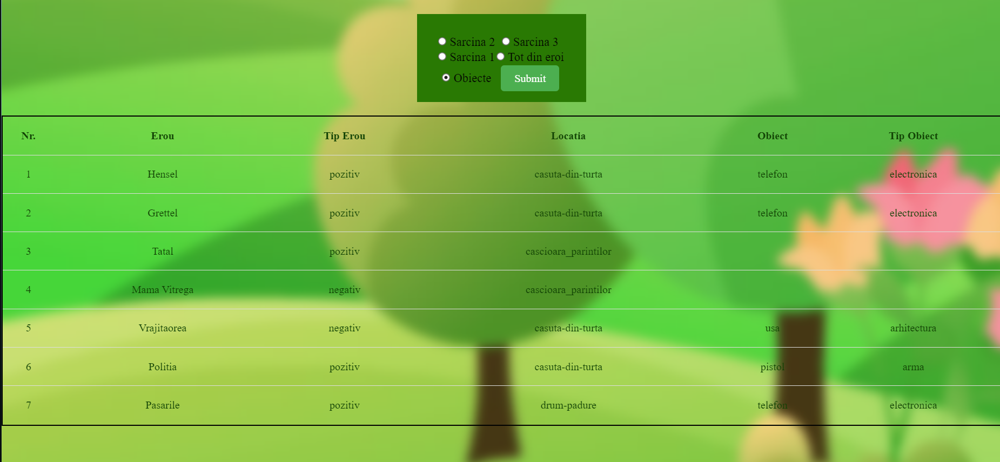 Sarcina 2 Sarcina 3
Sarcina 1 Tot din eroi
Obiecte Submit
Nr. Erou Tip Erou Locatia Obiect Tip Obiect
1 Hensel pozitiv casuta-din-turta telefon electronica
2 Grettel pozitiv casuta-din-turta telefon electronica
3 Tatal pozitiv cascioara_parintilor
4 Mama Vitrega negativ cascioara_parintilor
5 Vrajitaorea negativ casuta-din-turta usa arhitectura
6 Politia pozitiv casuta-din-turta pistol arma
7 Pasarile pozitiv drum-padure telefon electronica